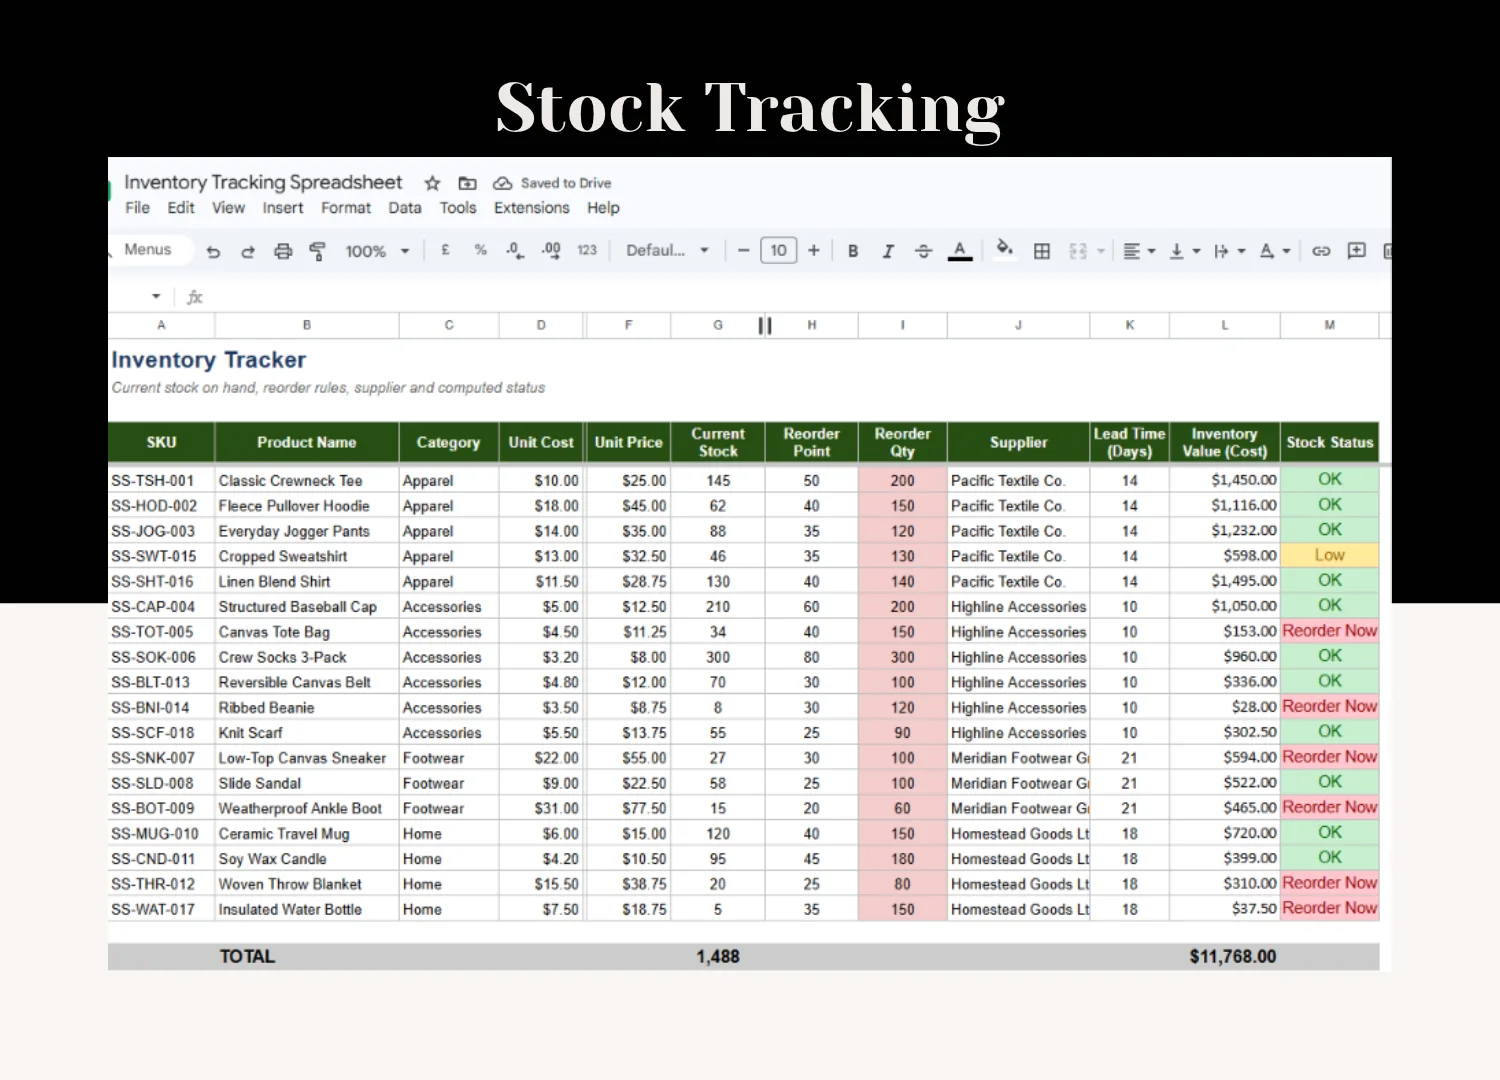 Stock Tracking
Inventory Tracking Spreadsheet Saved to Drive
File Edit View Insert Format Data Tools Extensions Help
Menus 100% £ % .0 .00 123 Defaul... − 10 + B I S A A
fx
A B C D F G H I J K L M
Inventory Tracker
Current stock on hand, reorder rules, supplier and computed status
SKU Product Name Category Unit Cost Unit Price Current Stock Reorder Point Reorder Qty Supplier Lead Time (Days) Inventory Value (Cost) Stock Status
SS-TSH-001 Classic Crewneck Tee Apparel $10.00 $25.00 145 50 200 Pacific Textile Co. 14 $1,450.00 OK
SS-HOD-002 Fleece Pullover Hoodie Apparel $18.00 $45.00 62 40 150 Pacific Textile Co. 14 $1,116.00 OK
SS-JOG-003 Everyday Jogger Pants Apparel $14.00 $35.00 88 35 120 Pacific Textile Co. 14 $1,232.00 OK
SS-SWT-015 Cropped Sweatshirt Apparel $13.00 $32.50 46 35 130 Pacific Textile Co. 14 $598.00 Low
SS-SHT-016 Linen Blend Shirt Apparel $11.50 $28.75 130 40 140 Pacific Textile Co. 14 $1,495.00 OK
SS-CAP-004 Structured Baseball Cap Accessories $5.00 $12.50 210 60 200 Highline Accessories 10 $1,050.00 OK
SS-TOT-005 Canvas Tote Bag Accessories $4.50 $11.25 34 40 150 Highline Accessories 10 $153.00 Reorder Now
SS-SOK-006 Crew Socks 3-Pack Accessories $3.20 $8.00 300 80 300 Highline Accessories 10 $960.00 OK
SS-BLT-013 Reversible Canvas Belt Accessories $4.80 $12.00 70 30 100 Highline Accessories 10 $336.00 OK
SS-BNI-014 Ribbed Beanie Accessories $3.50 $8.75 8 30 120 Highline Accessories 10 $28.00 Reorder Now
SS-SCF-018 Knit Scarf Accessories $5.50 $13.75 55 25 90 Highline Accessories 10 $302.50 OK
SS-SNK-007 Low-Top Canvas Sneaker Footwear $22.00 $55.00 27 30 100 Meridian Footwear G 21 $594.00 Reorder Now
SS-SLD-008 Slide Sandal Footwear $9.00 $22.50 58 25 100 Meridian Footwear G 21 $522.00 OK
SS-BOT-009 Weatherproof Ankle Boot Footwear $31.00 $77.50 15 20 60 Meridian Footwear G 21 $465.00 Reorder Now
SS-MUG-010 Ceramic Travel Mug Home $6.00 $15.00 120 40 150 Homestead Goods Lt 18 $720.00 OK
SS-CND-011 Soy Wax Candle Home $4.20 $10.50 95 45 180 Homestead Goods Lt 18 $399.00 OK
SS-THR-012 Woven Throw Blanket Home $15.50 $38.75 20 25 80 Homestead Goods Lt 18 $310.00 Reorder Now
SS-WAT-017 Insulated Water Bottle Home $7.50 $18.75 5 35 150 Homestead Goods Lt 18 $37.50 Reorder Now
TOTAL 1,488 $11,768.00